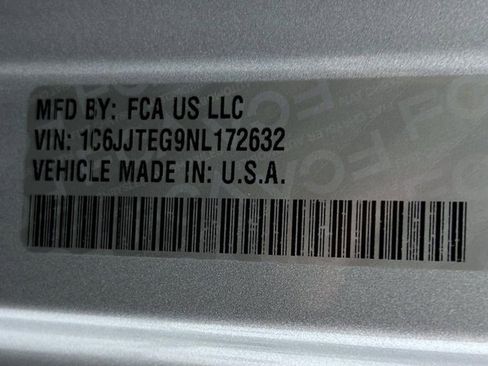 MFD BY: FCA US LLC
VIN: 1C6JJTEG9NL172632
VEHICLE MADE IN: U.S.A.